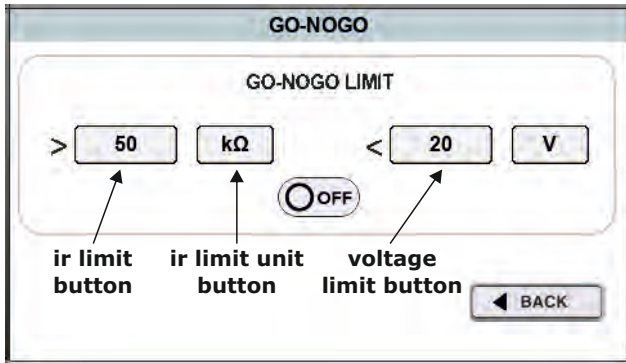 GO-NOGO
GO-NOGO LIMIT
> 50 kΩ < 20 V
OFF
ir limit button
ir limit unit button
voltage limit button
◀ BACK